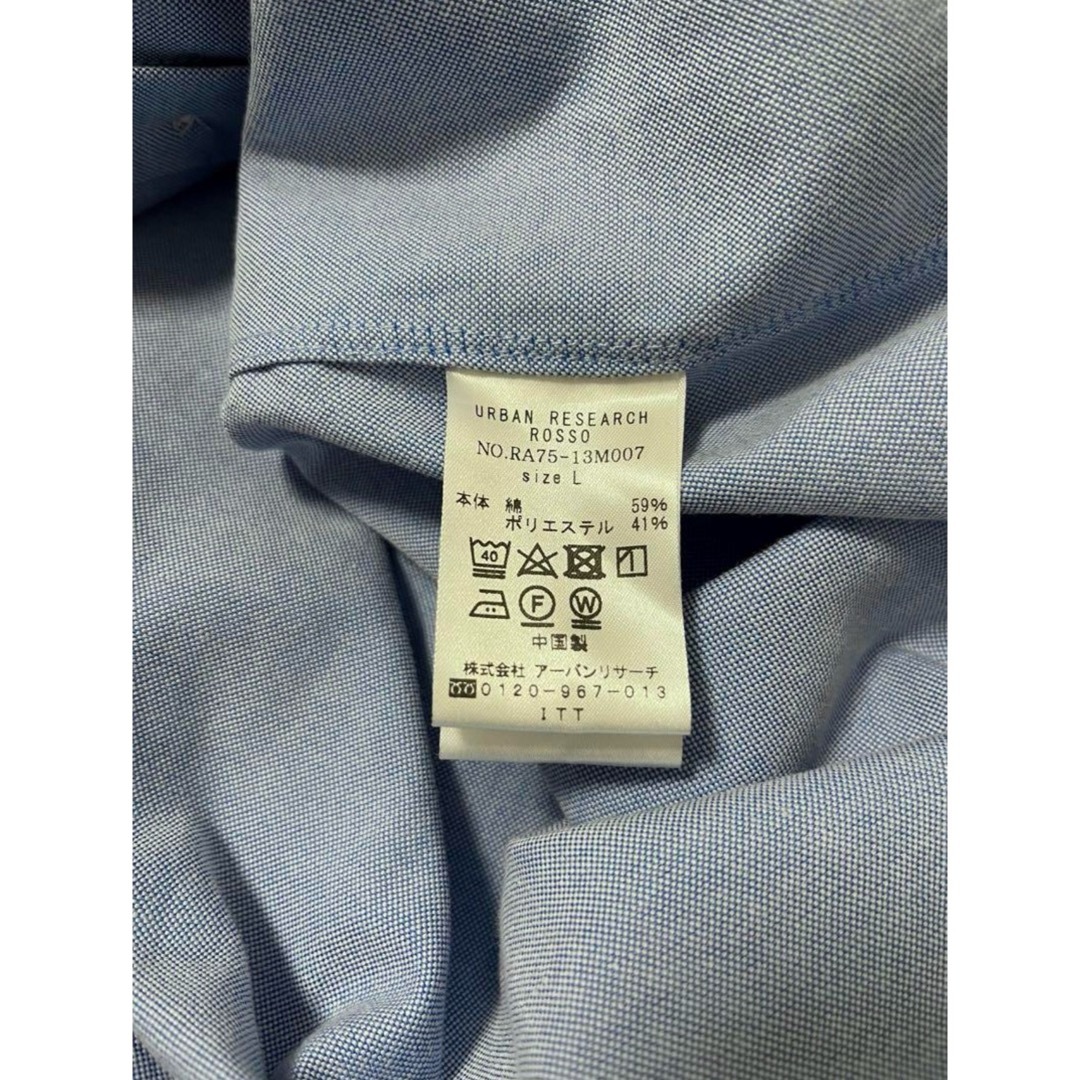 URBAN RESEARCH
ROSSO
NO.RA75-13M007
size L
本体 綿 59%
ポリエステル 41%
40
F W
中国製
株式会社 アーバンリサーチ
0120-967-013
ITT